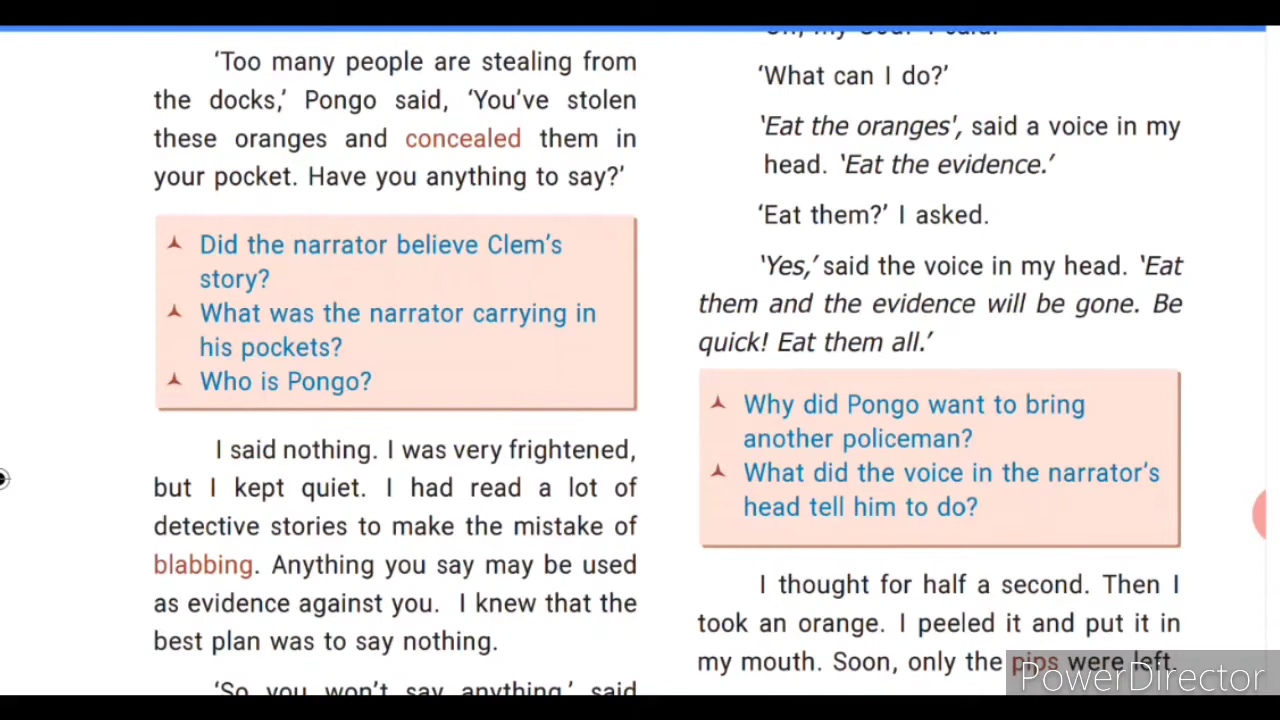 ‘Too many people are stealing from
the docks,’ Pongo said, ‘You’ve stolen
these oranges and concealed them in
your pocket. Have you anything to say?’
Did the narrator believe Clem’s
story?
What was the narrator carrying in
his pockets?
Who is Pongo?
I said nothing. I was very frightened,
but I kept quiet. I had read a lot of
detective stories to make the mistake of
blabbing. Anything you say may be used
as evidence against you. I knew that the
best plan was to say nothing.
‘So you won’t say anything,’ said
‘What can I do?’
‘Eat the oranges', said a voice in my
head. ‘Eat the evidence.’
‘Eat them?’ I asked.
‘Yes,’ said the voice in my head. ‘Eat
them and the evidence will be gone. Be
quick! Eat them all.’
Why did Pongo want to bring
another policeman?
What did the voice in the narrator’s
head tell him to do?
I thought for half a second. Then I
took an orange. I peeled it and put it in
my mouth. Soon, only the pips were left.
PowerDirector